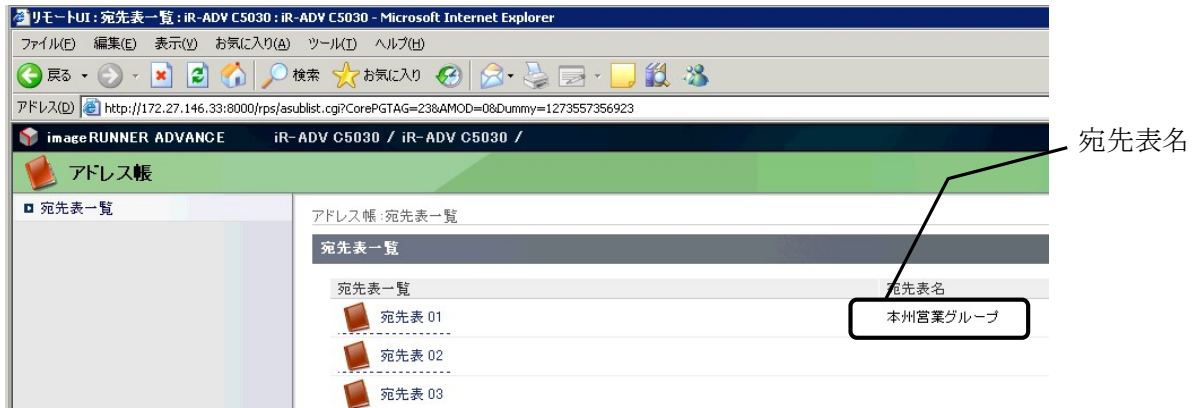 リモートUI : 宛先表一覧 : iR-ADV C5030 : iR-ADV C5030 - Microsoft Internet Explorer
ファイル(F) 編集(E) 表示(V) お気に入り(A) ツール(T) ヘルプ(H)
戻る 検索 お気に入り
アドレス(D) http://172.27.146.33:8000/rps/asublist.cgi?CorePGTAG=23&AMOD=0&Dummy=1273557356923
imageRUNNER ADVANCE iR-ADV C5030 / iR-ADV C5030 /
宛先表名
アドレス帳
宛先表一覧
アドレス帳 :宛先表一覧
宛先表一覧
宛先表一覧 宛先表名
宛先表 01 本州営業グループ
宛先表 02
宛先表 03